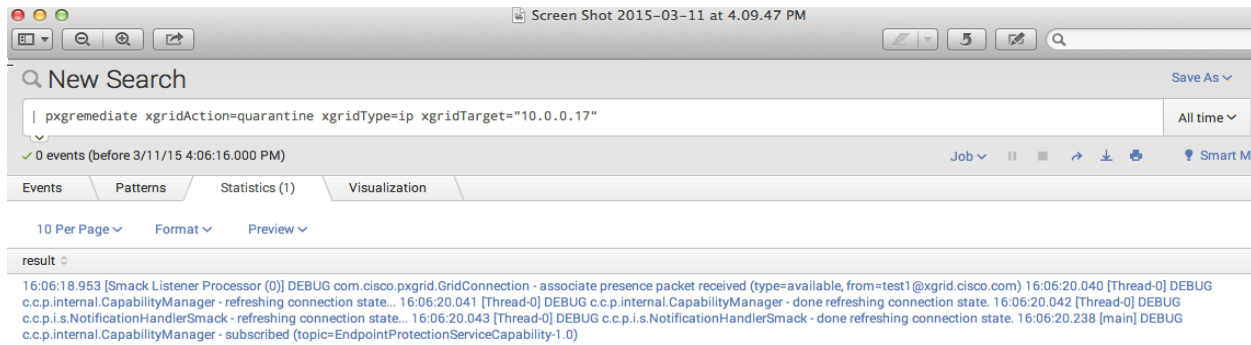 Screen Shot 2015-03-11 at 4.09.47 PM
New Search
Save As
| pxgremediate xgridAction=quarantine xgridType=ip xgridTarget="10.0.0.17"
All time
✓ 0 events (before 3/11/15 4:06:16.000 PM)
Job
Smart M
Events Patterns Statistics (1) Visualization
10 Per Page Format Preview
result
16:06:18.953 [Smack Listener Processor (0)] DEBUG com.cisco.pxgrid.GridConnection - associate presence packet received (type=available, from=test1@xgrid.cisco.com) 16:06:20.040 [Thread-0] DEBUG
c.c.p.internal.CapabilityManager - refreshing connection state... 16:06:20.041 [Thread-0] DEBUG c.c.p.internal.CapabilityManager - done refreshing connection state. 16:06:20.042 [Thread-0] DEBUG
c.c.p.i.s.NotificationHandlerSmack - refreshing connection state... 16:06:20.043 [Thread-0] DEBUG c.c.p.i.s.NotificationHandlerSmack - done refreshing connection state. 16:06:20.238 [main] DEBUG
c.c.p.internal.CapabilityManager - subscribed (topic=EndpointProtectionServiceCapability-1.0)